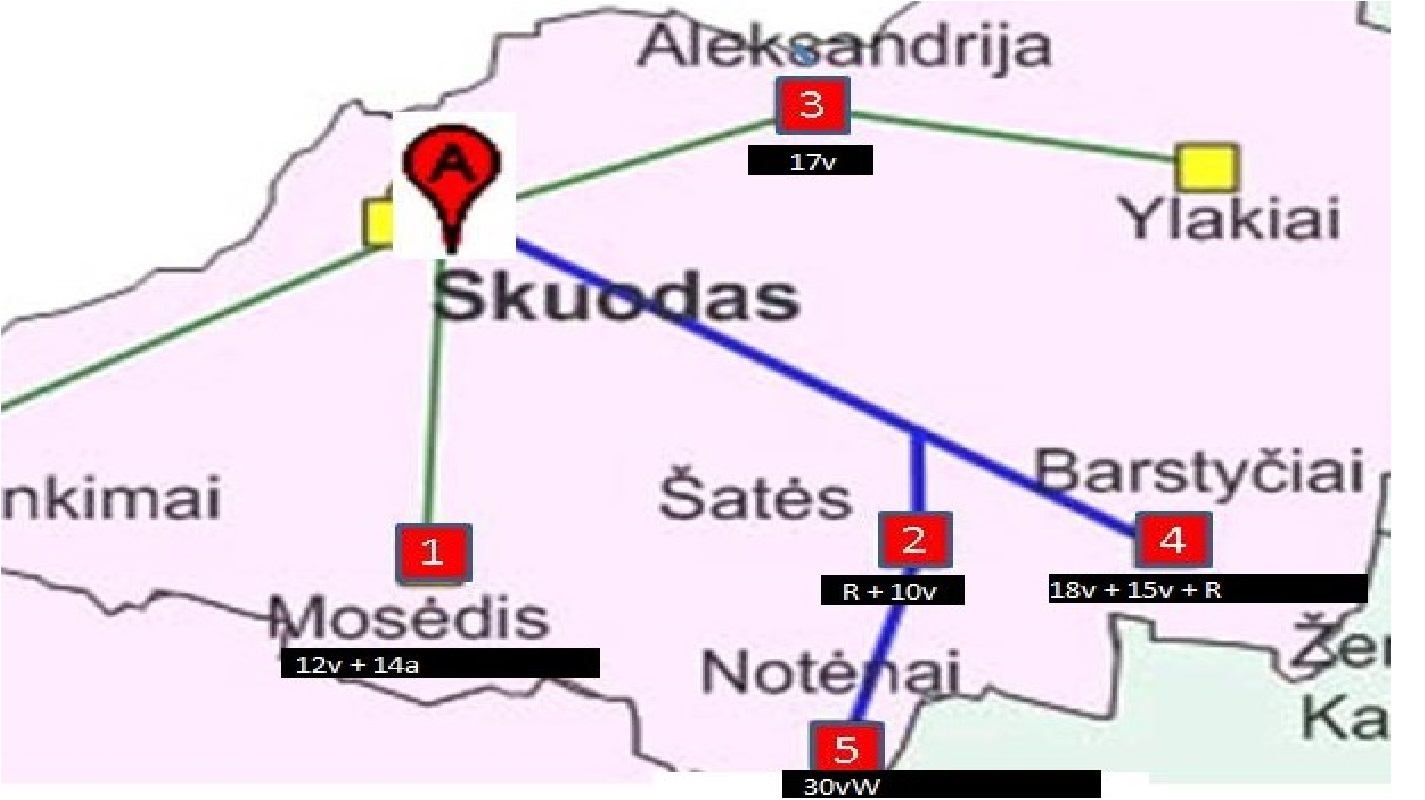 Aleksandrija
3
17v
A
Ylakiai
Skuodas
nkimai
Šatės
Barstyčiai
1
2
4
R + 10v
18v + 15v + R
Mosėdis
12v + 14a
Notėnai
Žer
Ka
5
30vW